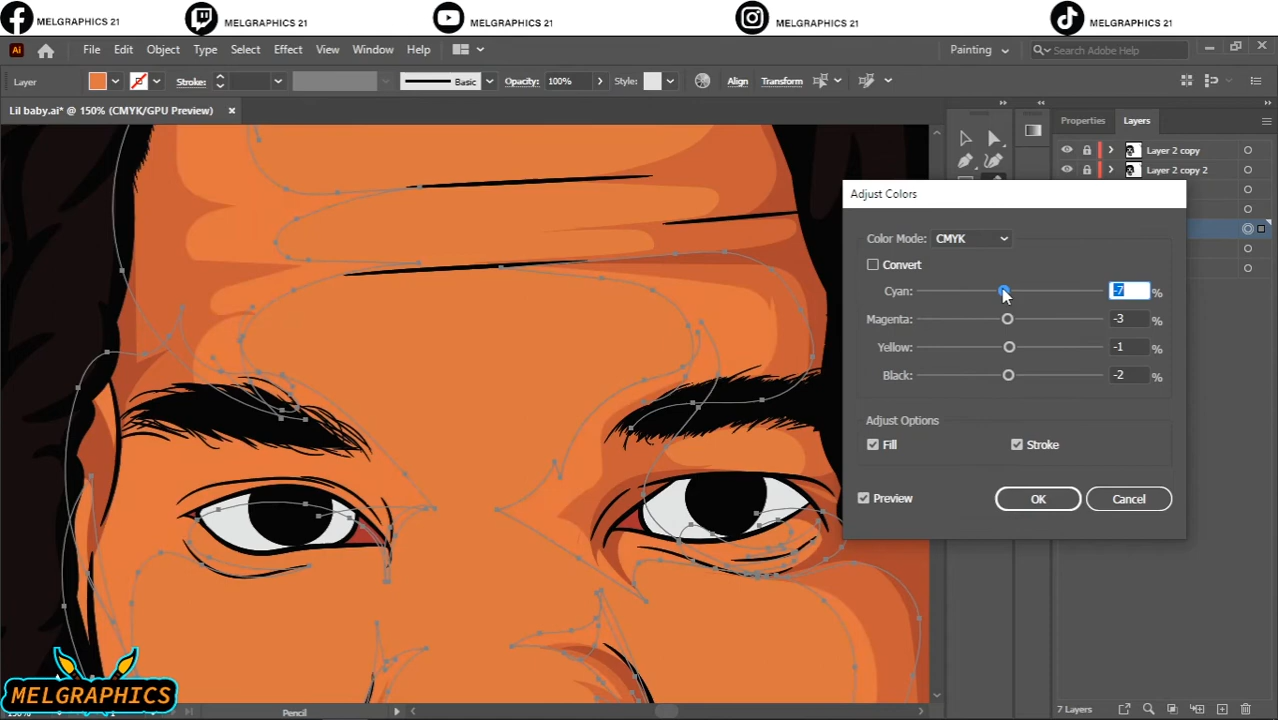 MELGRAPHICS 21 MELGRAPHICS 21 MELGRAPHICS 21 MELGRAPHICS 21 MELGRAPHICS 21
Ai File Edit Object Type Select Effect View Window Help Painting Search Adobe Help
Layer Stroke: Basic Opacity: 100% Style: Align Transform
Lil baby.ai* @ 150% (CMYK/GPU Preview)
Properties Layers
Layer 2 copy
Layer 2 copy 2
Adjust Colors
Color Mode: CMYK
Convert
Cyan: -7 %
Magenta: -3 %
Yellow: -1 %
Black: -2 %
Adjust Options
Fill Stroke
Preview OK Cancel
MELGRAPHICS
Pencil
7 Layers